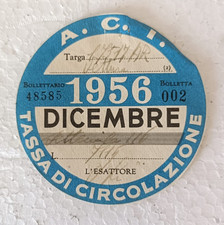 A. C. I.
Targa
BOLLETTARIO
48585
1956
BOLLETTA
002
DICEMBRE
L.
L'ESATTORE
TASSA DI CIRCOLAZIONE